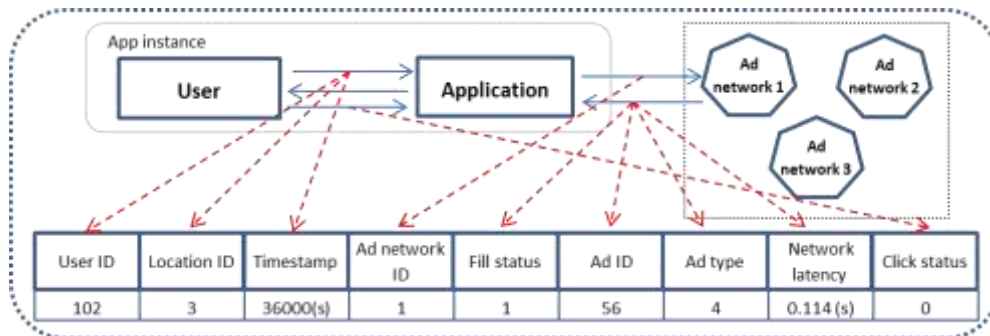 App instance
User
Application
Ad
network 1
Ad
network 2
Ad
network 3
User ID
Location ID
Timestamp
Ad network
ID
Fill status
Ad ID
Ad type
Network
latency
Click status
102
3
36000(s)
1
1
56
4
0.114 (s)
0